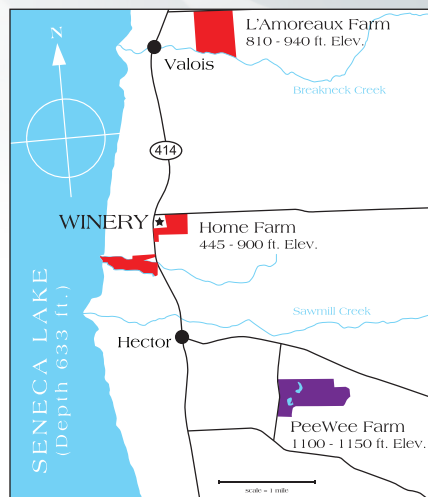 L'Amoreaux Farm
810 - 940 ft. Elev.
N
Valois
Breakneck Creek
414
WINERY
Home Farm
445 - 900 ft. Elev.
SENECA LAKE
(Depth 633 ft.)
Sawmill Creek
Hector
PeeWee Farm
1100 - 1150 ft. Elev.
scale = 1 mile